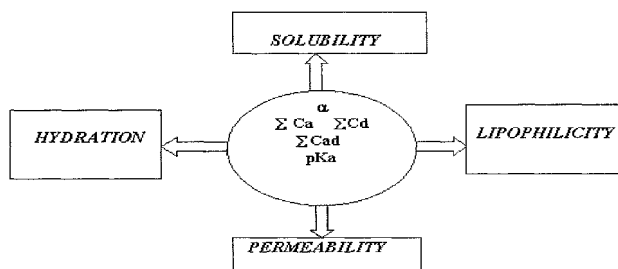 SOLUBILITY
α
Σ Ca Σ Cd
HYDRATION
LIPOPHILICITY
Σ Cad
pKa
PERMEABILITY